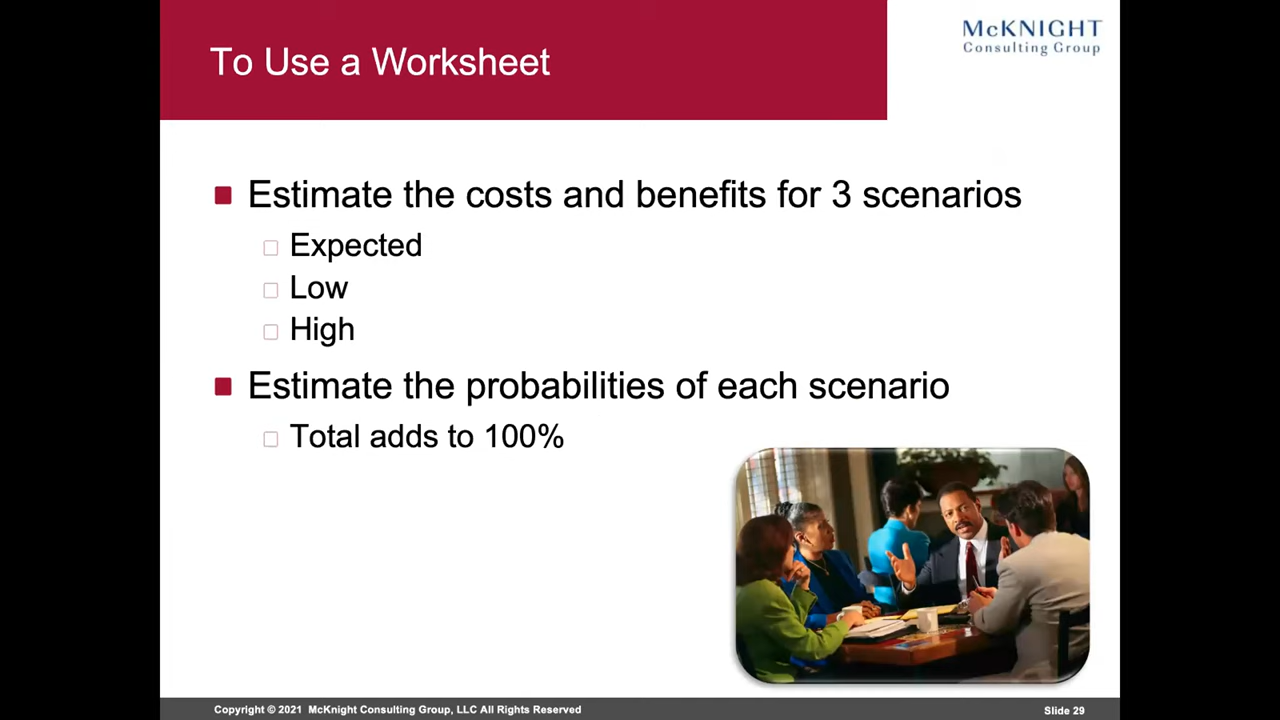 To Use a Worksheet
McKNIGHT
Consulting Group
Estimate the costs and benefits for 3 scenarios
Expected
Low
High
Estimate the probabilities of each scenario
Total adds to 100%
Copyright © 2021 McKnight Consulting Group, LLC All Rights Reserved
Slide 29